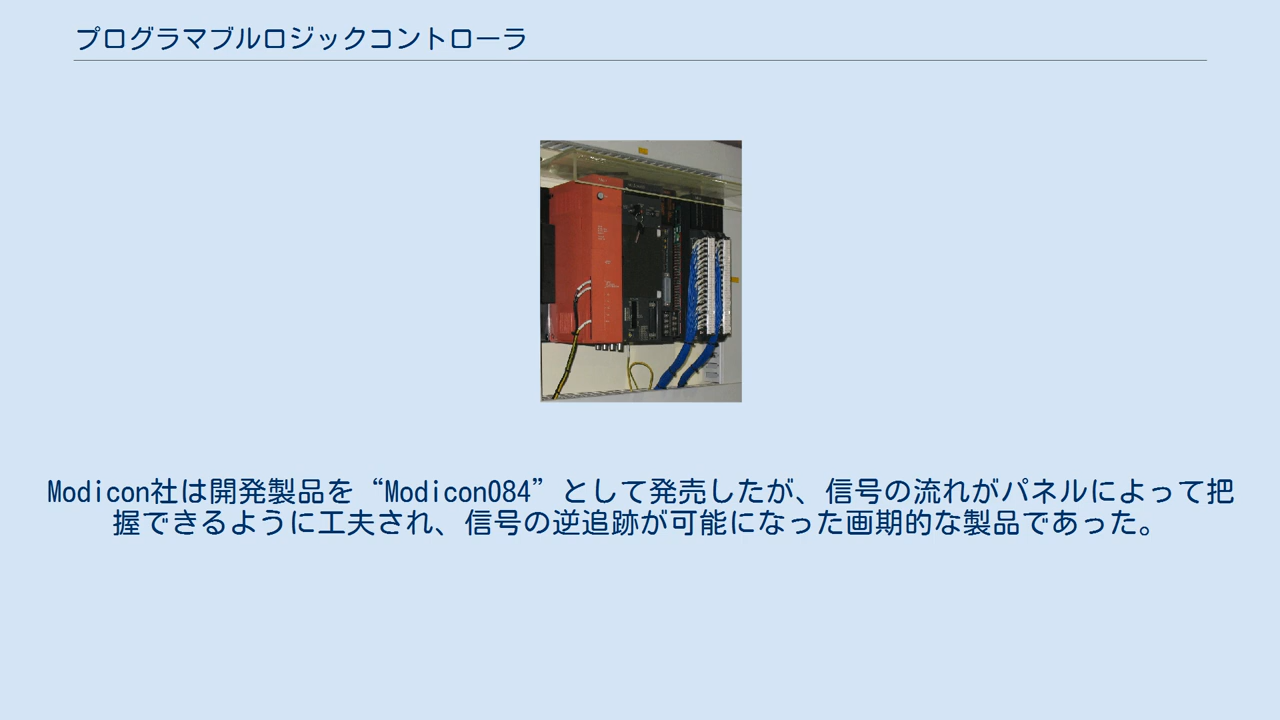 プログラマブルロジックコントローラ
Modicon社は開発製品を“Modicon084”として発売したが、信号の流れがパネルによって把
握できるように工夫され、信号の逆追跡が可能になった画期的な製品であった。